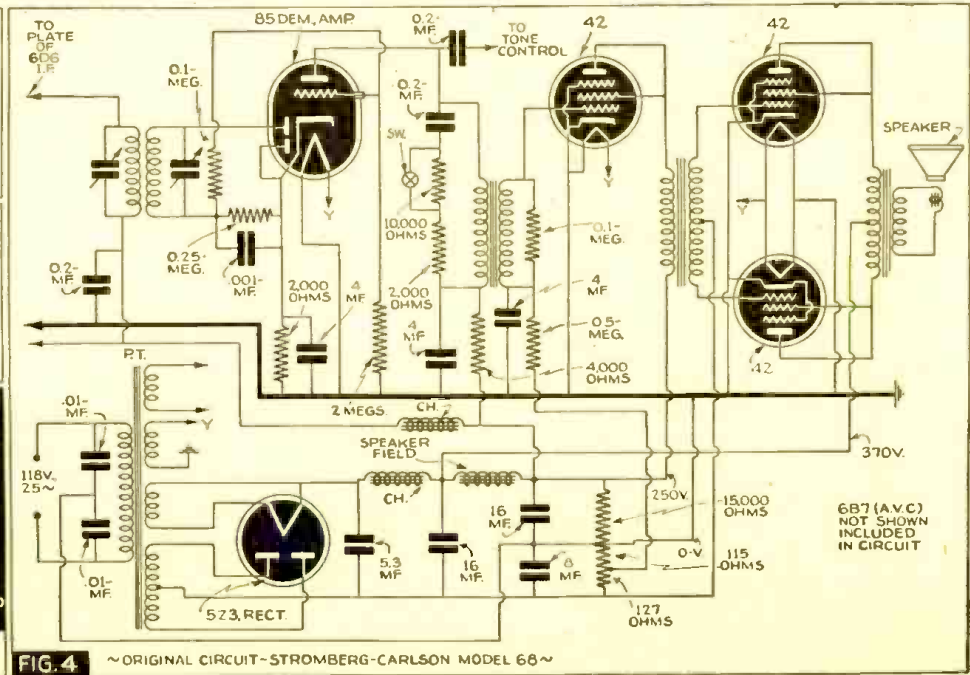 TO
PLATE
OF
6D6
I.F.
0.1-
MEG.
85 DEM., AMP.
0.2-
MF.
TO
TONE
CONTROL
42
42
0.2-
MF.
SW.
SPEAKER
Y
Y
Y
10,000
OHMS
0.1-
MEG.
0.25-
MEG.
.001-
MF.
0.2-
MF.
2,000
OHMS
4
MF.
2,000
OHMS
4
MF.
4
MF
0.5-
MEG.
4,000
OHMS
42
2 MEGS.
P.T.
.01-
MF.
Y
118V.
25~
.01-
MF.
CH.
SPEAKER
FIELD
CH.
250V.
370V.
15,000
OHMS
16
MF.
0-V.
115
OHMS
5.3
MF.
16
MF.
8
MF.
127
OHMS
5Z3, RECT.
6B7 (A.V.C)
NOT SHOWN
INCLUDED
IN CIRCUIT
FIG. 4 ~ORIGINAL CIRCUIT~STROMBERG-CARLSON MODEL 68~